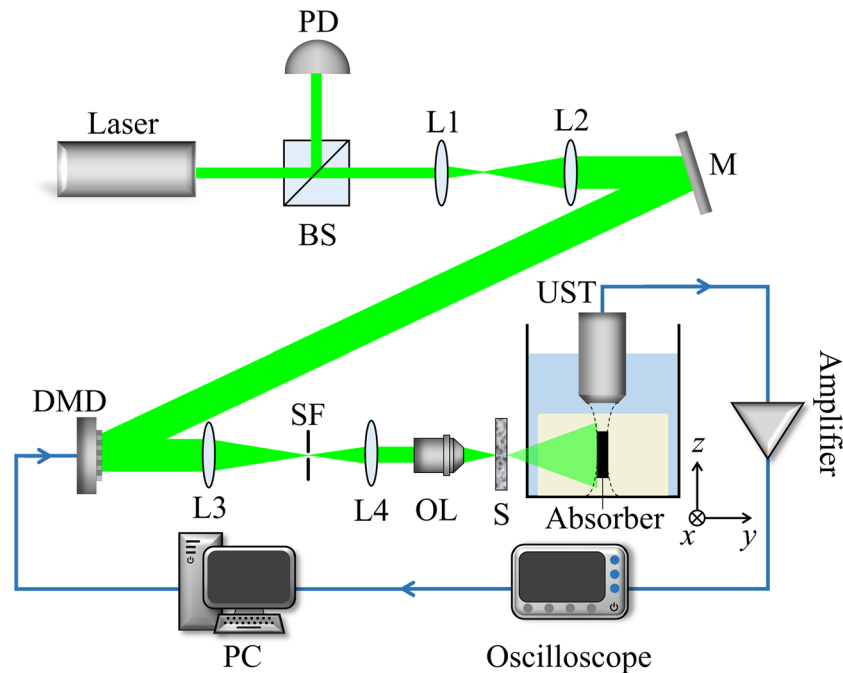 PD
Laser
L1
L2
M
BS
UST
Amplifier
DMD
SF
L3
L4
OL
S
Absorber
z
x
y
PC
Oscilloscope